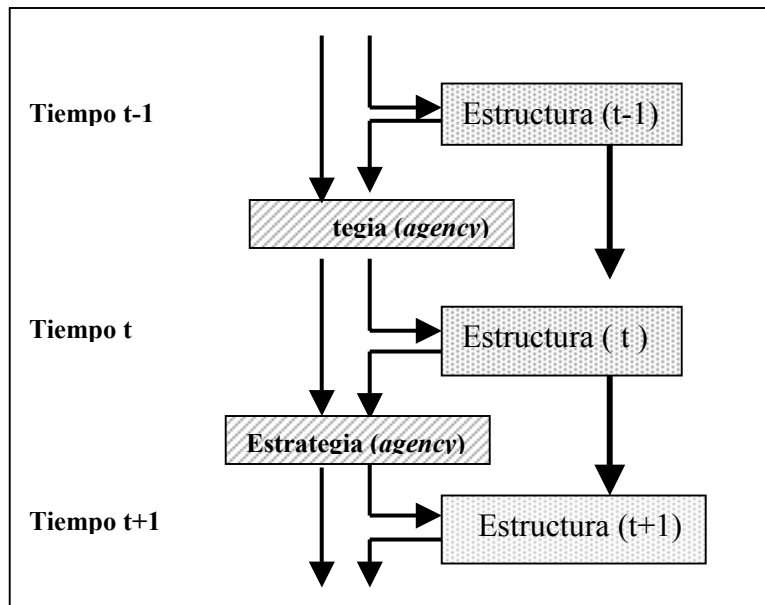 Tiempo t-1
Estructura (t-1)
tegia (agency)
Tiempo t
Estructura ( t )
Estrategia (agency)
Tiempo t+1
Estructura (t+1)